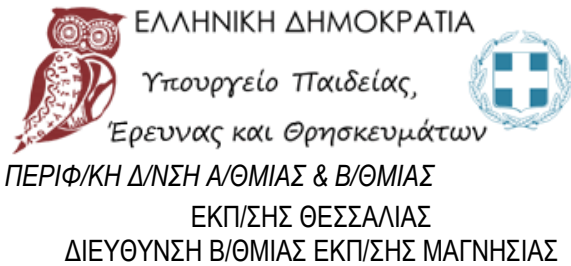 ΕΛΛΗΝΙΚΗ ΔΗΜΟΚΡΑΤΙΑ
Υπουργείο Παιδείας,
Έρευνας και Θρησκευμάτων
ΠΕΡΙΦ/ΚΗ Δ/ΝΣΗ Α/ΘΜΙΑΣ & Β/ΘΜΙΑΣ
ΕΚΠ/ΣΗΣ ΘΕΣΣΑΛΙΑΣ
ΔΙΕΥΘΥΝΣΗ Β/ΘΜΙΑΣ ΕΚΠ/ΣΗΣ ΜΑΓΝΗΣΙΑΣ